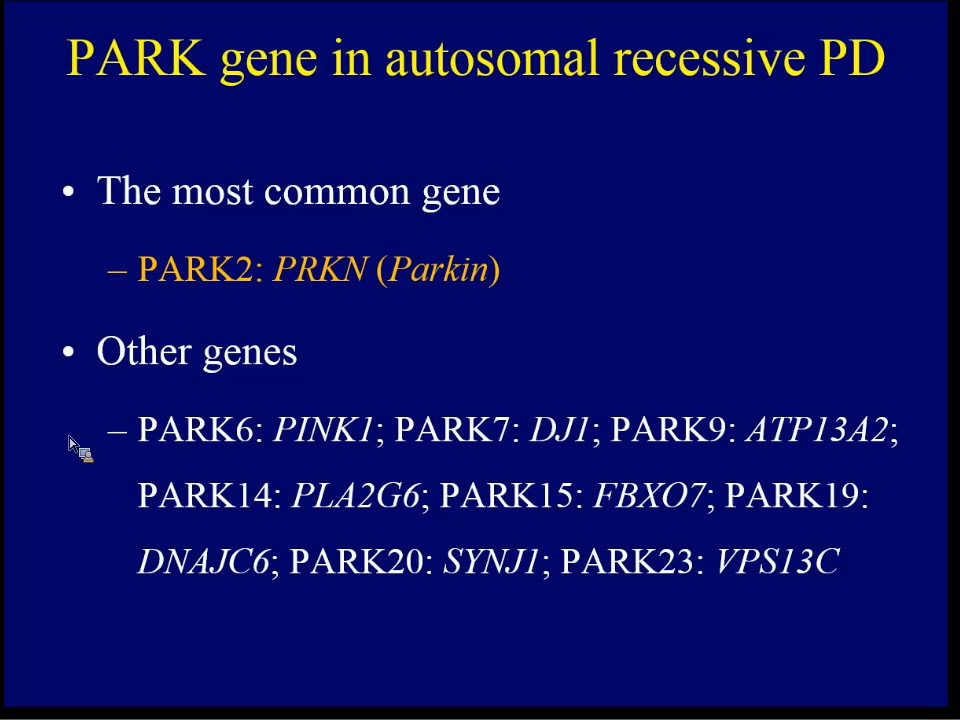 PARK gene in autosomal recessive PD
• The most common gene
– PARK2: PRKN (Parkin)
• Other genes
– PARK6: PINK1; PARK7: DJ1; PARK9: ATP13A2;
PARK14: PLA2G6; PARK15: FBXO7; PARK19:
DNAJC6; PARK20: SYNJ1; PARK23: VPS13C